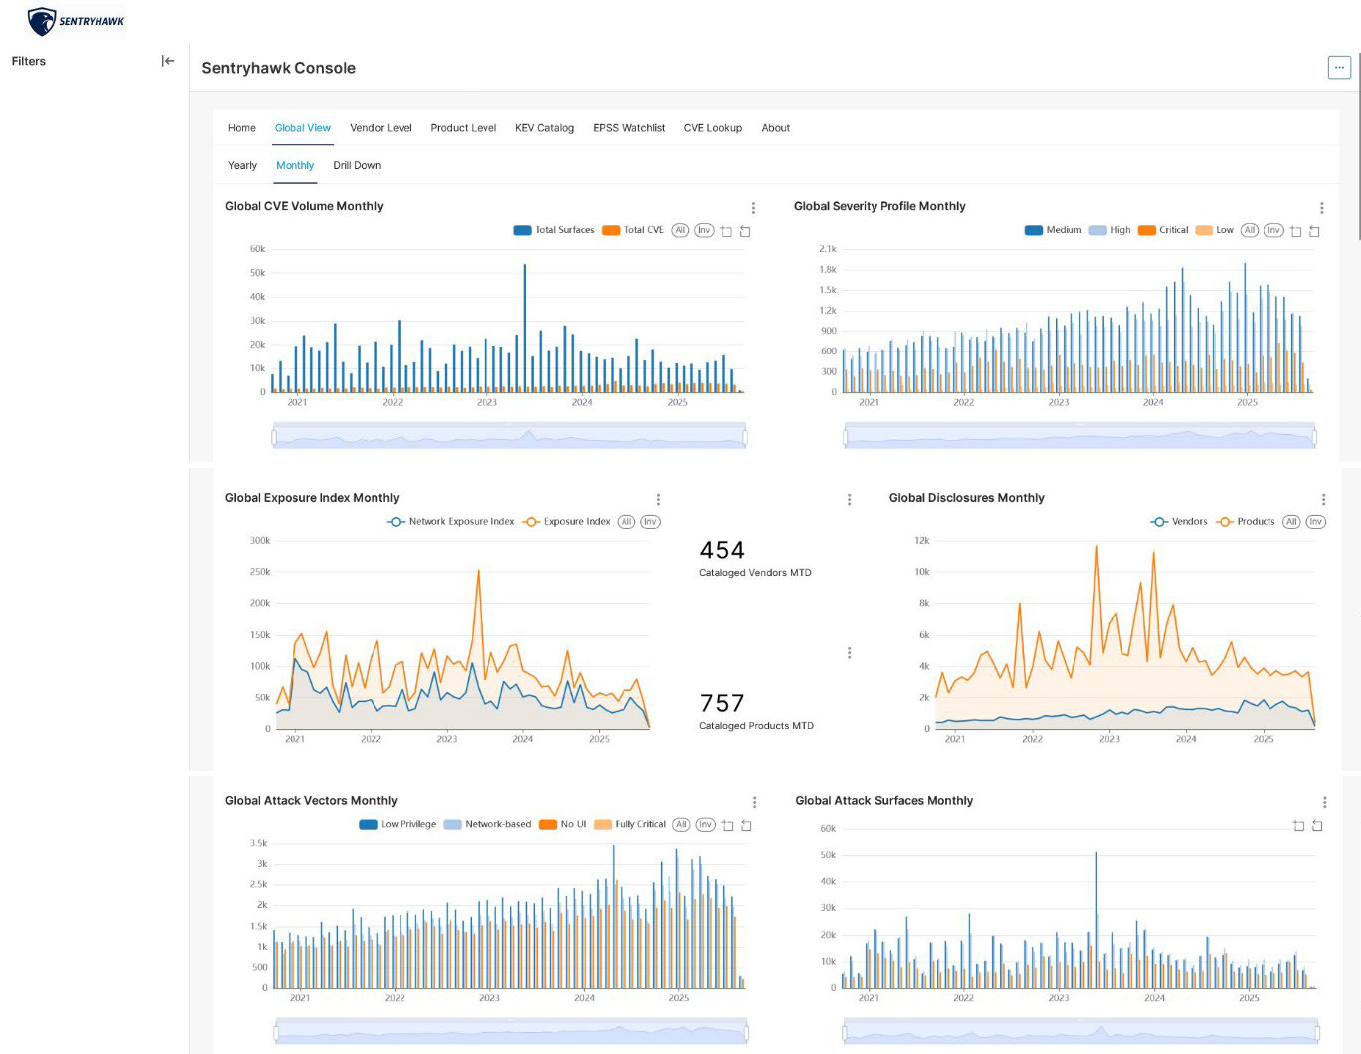 SENTRYHAWK
Filters
Sentryhawk Console
Home Global View Vendor Level Product Level KEV Catalog EPSS Watchlist CVE Lookup About
Yearly Monthly Drill Down
Global CVE Volume Monthly
Total Surfaces Total CVE All Inv
60k
50k
40k
30k
20k
10k
0
2021 2022 2023 2024 2025
Global Severity Profile Monthly
Medium High Critical Low All Inv
2.1k
1.8k
1.5k
1.2k
900
600
300
0
2021 2022 2023 2024 2025
Global Exposure Index Monthly
Network Exposure Index Exposure Index All Inv
300k
250k
200k
150k
100k
50k
0
2021 2022 2023 2024 2025
454
Cataloged Vendors MTD
757
Cataloged Products MTD
Global Disclosures Monthly
Vendors Products All Inv
12k
10k
8k
6k
4k
2k
0
2021 2022 2023 2024 2025
Global Attack Vectors Monthly
Low Privilege Network-based No UI Fully Critical All Inv
3.5k
3k
2.5k
2k
1.5k
1k
500
0
2021 2022 2023 2024 2025
Global Attack Surfaces Monthly
60k
50k
40k
30k
20k
10k
0
2021 2022 2023 2024 2025